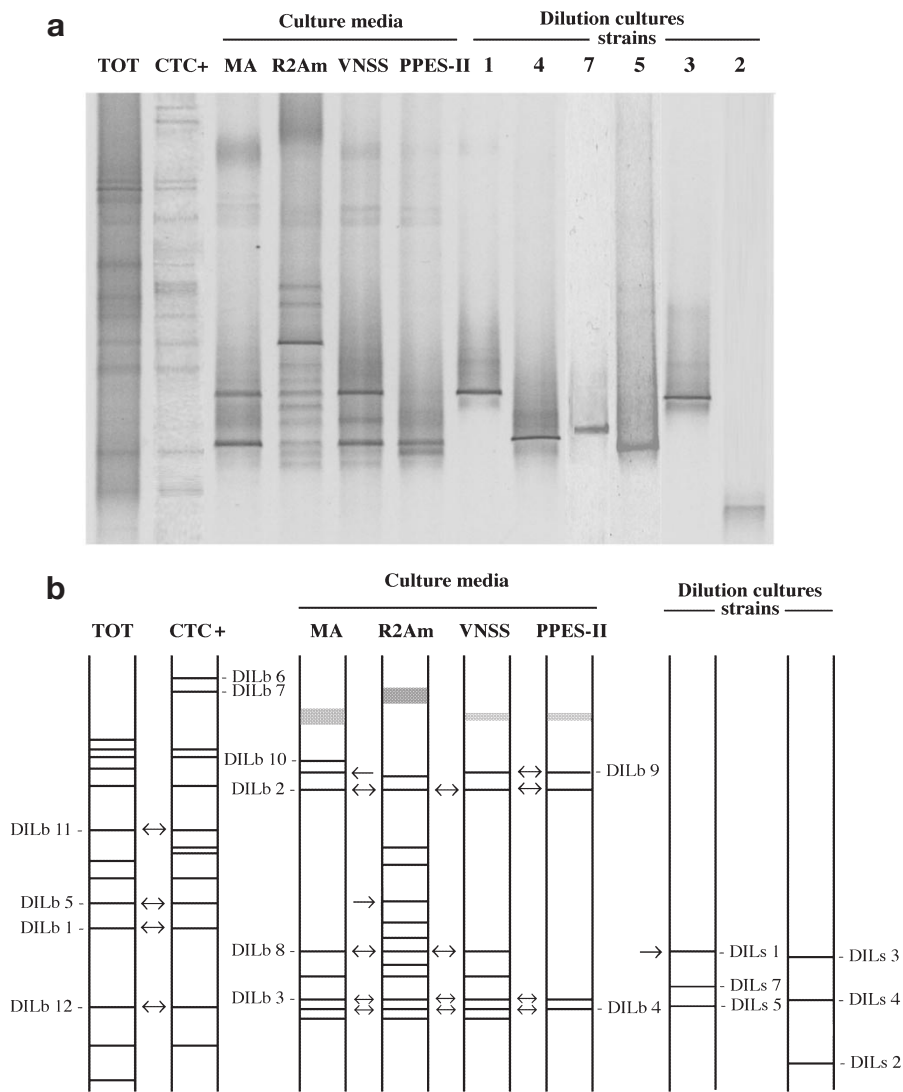 a
Culture media
Dilution cultures
strains
TOT CTC+ MA R2Am VNSS PPES-II 1 4 7 5 3 2
b
Culture media
Dilution cultures
strains
TOT CTC+ MA R2Am VNSS PPES-II
- DILb 6
- DILb 7
DILb 10 -
- DILb 9
DILb 2 -
DILb 11 -
DILb 5 -
DILb 1 -
DILb 8 -
- DILs 1
- DILs 3
- DILs 7
DILb 3 -
- DILs 4
DILb 12 -
- DILb 4
- DILs 5
- DILs 2